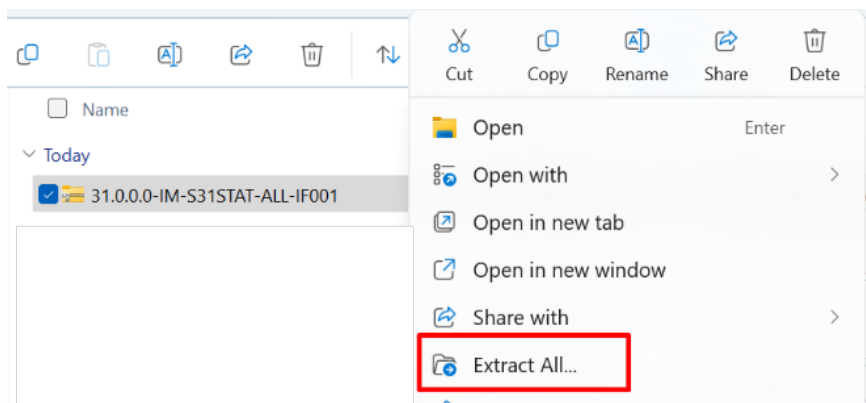 Cut Copy Rename Share Delete
Name
Today
31.0.0.0-IM-S31STAT-ALL-IF001
Open Enter
Open with
Open in new tab
Open in new window
Share with
Extract All...